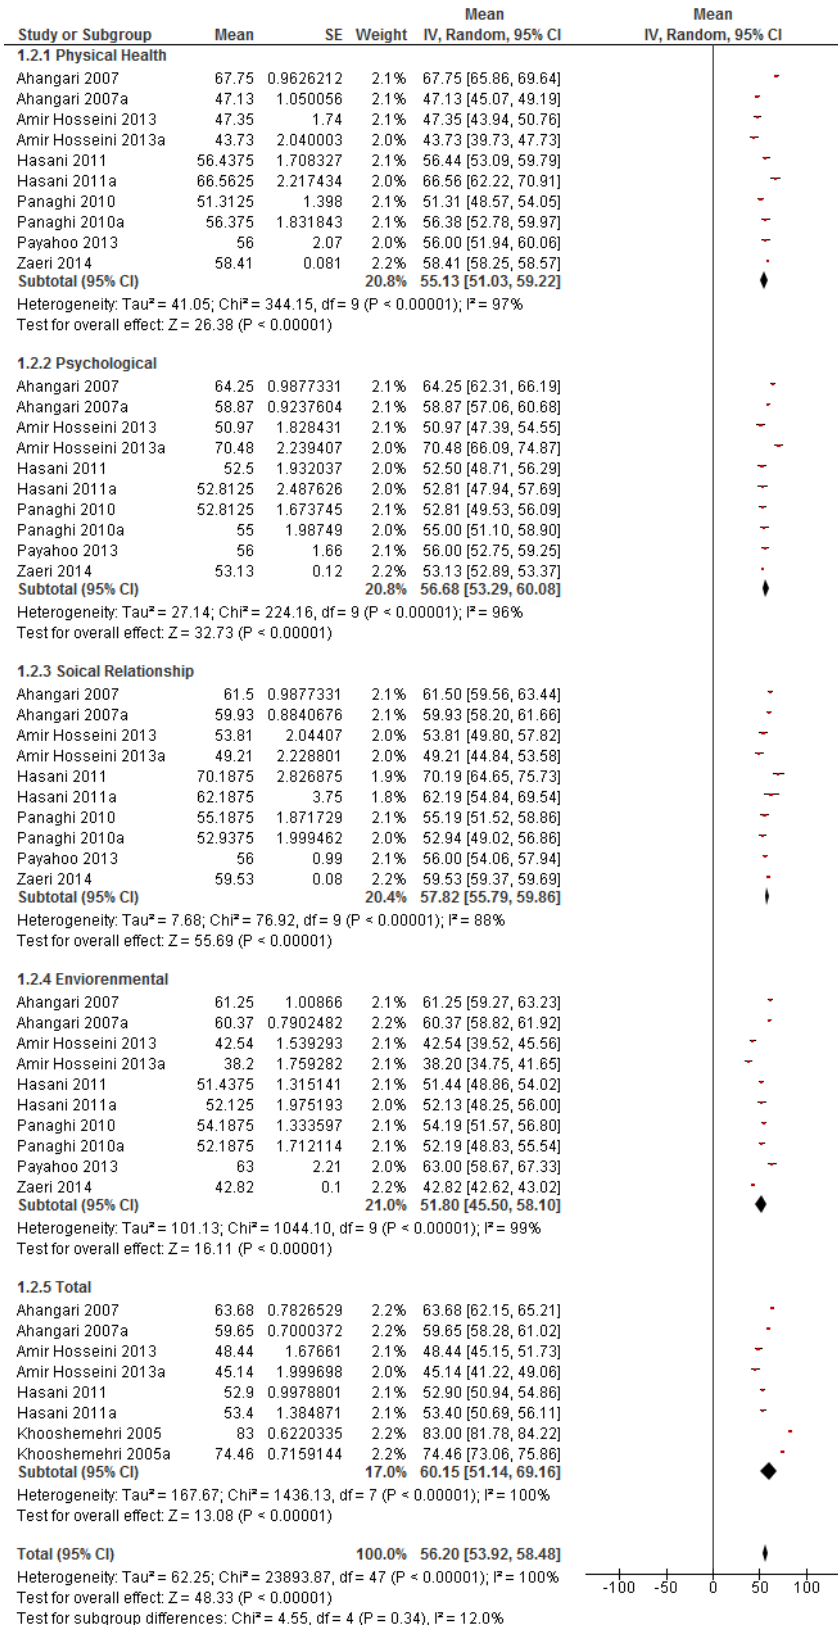 Mean Mean
Study or Subgroup Mean SE Weight IV, Random, 95% CI IV, Random, 95% CI
1.2.1 Physical Health
Ahangari 2007 67.75 0.9626212 2.1% 67.75 [65.86, 69.64]
Ahangari 2007a 47.13 1.050056 2.1% 47.13 [45.07, 49.19]
Amir Hosseini 2013 47.35 1.74 2.1% 47.35 [43.94, 50.76]
Amir Hosseini 2013a 43.73 2.040003 2.0% 43.73 [39.73, 47.73]
Hasani 2011 56.4375 1.708327 2.1% 56.44 [53.09, 59.79]
Hasani 2011a 66.5625 2.217434 2.0% 66.56 [62.22, 70.91]
Panaghi 2010 51.3125 1.398 2.1% 51.31 [48.57, 54.05]
Panaghi 2010a 56.375 1.831843 2.1% 56.38 [52.78, 59.97]
Payahoo 2013 56 2.07 2.0% 56.00 [51.94, 60.06]
Zaeri 2014 58.41 0.081 2.2% 58.41 [58.25, 58.57]
Subtotal (95% CI) 20.8% 55.13 [51.03, 59.22]
Heterogeneity: Tau² = 41.05; Chi² = 344.15, df = 9 (P < 0.00001); I² = 97%
Test for overall effect: Z = 26.38 (P < 0.00001)
1.2.2 Psychological
Ahangari 2007 64.25 0.9877331 2.1% 64.25 [62.31, 66.19]
Ahangari 2007a 58.87 0.9237604 2.1% 58.87 [57.06, 60.68]
Amir Hosseini 2013 50.97 1.828431 2.1% 50.97 [47.39, 54.55]
Amir Hosseini 2013a 70.48 2.239407 2.0% 70.48 [66.09, 74.87]
Hasani 2011 52.5 1.932037 2.0% 52.50 [48.71, 56.29]
Hasani 2011a 52.8125 2.487626 2.0% 52.81 [47.94, 57.69]
Panaghi 2010 52.8125 1.673745 2.1% 52.81 [49.53, 56.09]
Panaghi 2010a 55 1.98749 2.0% 55.00 [51.10, 58.90]
Payahoo 2013 56 1.66 2.1% 56.00 [52.75, 59.25]
Zaeri 2014 53.13 0.12 2.2% 53.13 [52.89, 53.37]
Subtotal (95% CI) 20.8% 56.68 [53.29, 60.08]
Heterogeneity: Tau² = 27.14; Chi² = 224.16, df = 9 (P < 0.00001); I² = 96%
Test for overall effect: Z = 32.73 (P < 0.00001)
1.2.3 Soical Relationship
Ahangari 2007 61.5 0.9877331 2.1% 61.50 [59.56, 63.44]
Ahangari 2007a 59.93 0.8840676 2.1% 59.93 [58.20, 61.66]
Amir Hosseini 2013 53.81 2.04407 2.0% 53.81 [49.80, 57.82]
Amir Hosseini 2013a 49.21 2.228801 2.0% 49.21 [44.84, 53.58]
Hasani 2011 70.1875 2.826875 1.9% 70.19 [64.65, 75.73]
Hasani 2011a 62.1875 3.75 1.8% 62.19 [54.84, 69.54]
Panaghi 2010 55.1875 1.871729 2.1% 55.19 [51.52, 58.86]
Panaghi 2010a 52.9375 1.999462 2.0% 52.94 [49.02, 56.86]
Payahoo 2013 56 0.99 2.1% 56.00 [54.06, 57.94]
Zaeri 2014 59.53 0.08 2.2% 59.53 [59.37, 59.69]
Subtotal (95% CI) 20.4% 57.82 [55.79, 59.86]
Heterogeneity: Tau² = 7.68; Chi² = 76.92, df = 9 (P < 0.00001); I² = 88%
Test for overall effect: Z = 55.69 (P < 0.00001)
1.2.4 Enviorenmental
Ahangari 2007 61.25 1.00866 2.1% 61.25 [59.27, 63.23]
Ahangari 2007a 60.37 0.7902482 2.2% 60.37 [58.82, 61.92]
Amir Hosseini 2013 42.54 1.539293 2.1% 42.54 [39.52, 45.56]
Amir Hosseini 2013a 38.2 1.759282 2.1% 38.20 [34.75, 41.65]
Hasani 2011 51.4375 1.315141 2.1% 51.44 [48.86, 54.02]
Hasani 2011a 52.125 1.975193 2.0% 52.13 [48.25, 56.00]
Panaghi 2010 54.1875 1.333597 2.1% 54.19 [51.57, 56.80]
Panaghi 2010a 52.1875 1.712114 2.1% 52.19 [48.83, 55.54]
Payahoo 2013 63 2.21 2.0% 63.00 [58.67, 67.33]
Zaeri 2014 42.82 0.1 2.2% 42.82 [42.62, 43.02]
Subtotal (95% CI) 21.0% 51.80 [45.50, 58.10]
Heterogeneity: Tau² = 101.13; Chi² = 1044.10, df = 9 (P < 0.00001); I² = 99%
Test for overall effect: Z = 16.11 (P < 0.00001)
1.2.5 Total
Ahangari 2007 63.68 0.7826529 2.2% 63.68 [62.15, 65.21]
Ahangari 2007a 59.65 0.7000372 2.2% 59.65 [58.28, 61.02]
Amir Hosseini 2013 48.44 1.67661 2.1% 48.44 [45.15, 51.73]
Amir Hosseini 2013a 45.14 1.999698 2.0% 45.14 [41.22, 49.06]
Hasani 2011 52.9 0.9978801 2.1% 52.90 [50.94, 54.86]
Hasani 2011a 53.4 1.384871 2.1% 53.40 [50.69, 56.11]
Khooshemehri 2005 83 0.6220335 2.2% 83.00 [81.78, 84.22]
Khooshemehri 2005a 74.46 0.7159144 2.2% 74.46 [73.06, 75.86]
Subtotal (95% CI) 17.0% 60.15 [51.14, 69.16]
Heterogeneity: Tau² = 167.67; Chi² = 1436.13, df = 7 (P < 0.00001); I² = 100%
Test for overall effect: Z = 13.08 (P < 0.00001)
Total (95% CI) 100.0% 56.20 [53.92, 58.48]
Heterogeneity: Tau² = 62.25; Chi² = 23893.87, df = 47 (P < 0.00001); I² = 100%
-100 -50 0 50 100
Test for overall effect: Z = 48.33 (P < 0.00001)
Test for subgroup differences: Chi² = 4.55, df = 4 (P = 0.34), I² = 12.0%